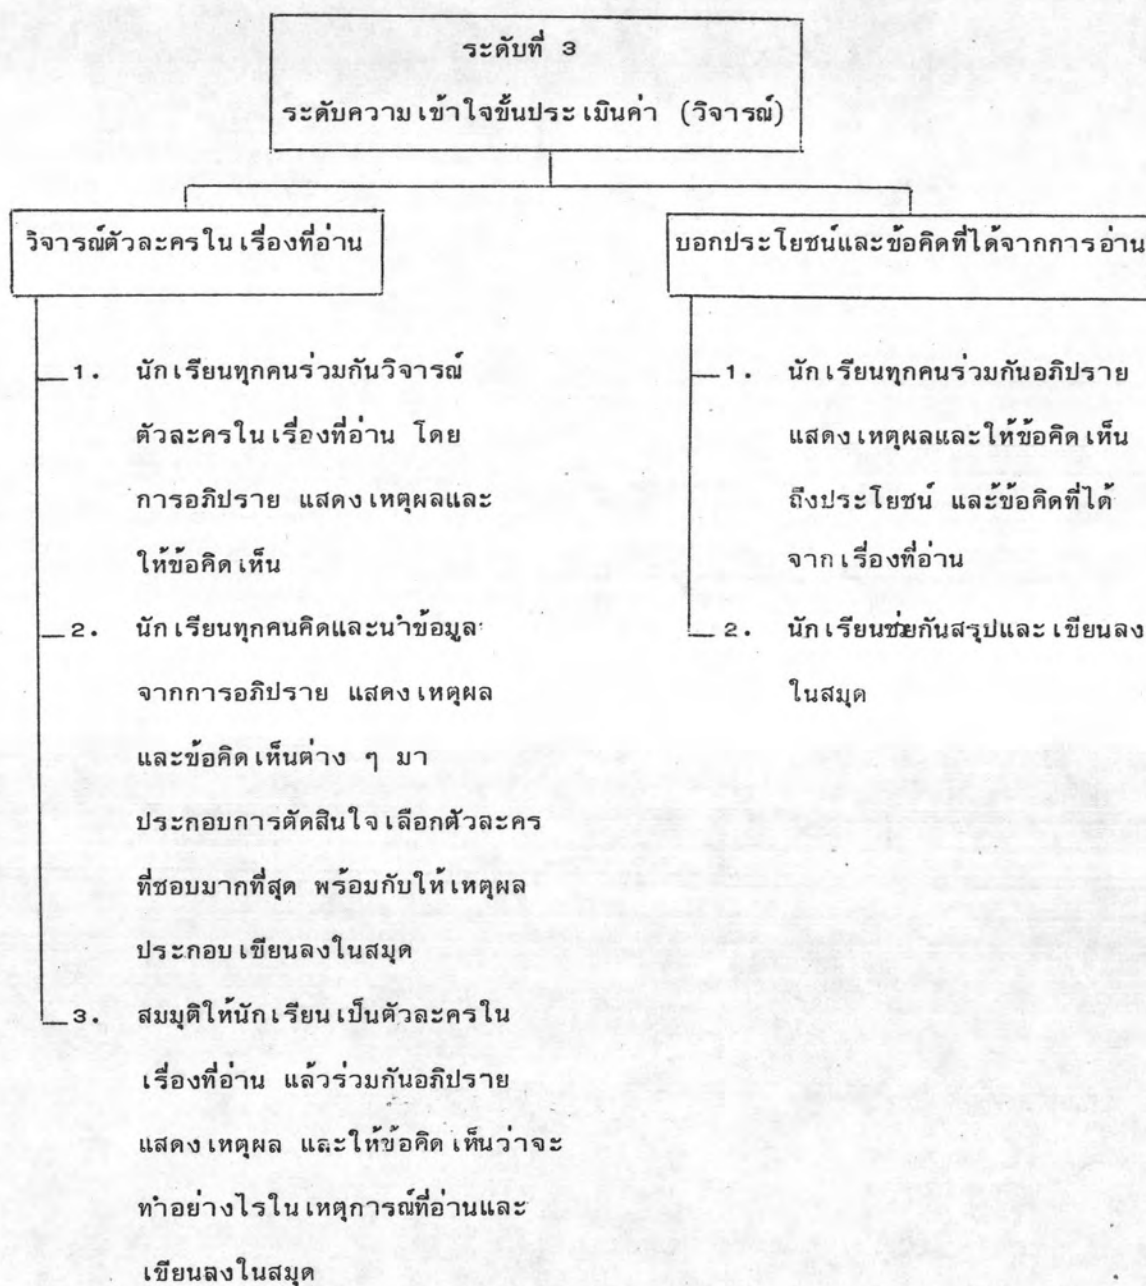 ระดับที่ 3
ระดับความเข้าใจขั้นประเมินค่า (วิจารณ์)
วิจารณ์ตัวละครในเรื่องที่อ่าน
1. นักเรียนทุกคนร่วมกันวิจารณ์
ตัวละครในเรื่องที่อ่าน โดย
การอภิปราย แสดงเหตุผลและ
ให้ข้อคิดเห็น
2. นักเรียนทุกคนคิดและนำข้อมูล
จากการอภิปราย แสดงเหตุผล
และข้อคิดเห็นต่าง ๆ มา
ประกอบการตัดสินใจเลือกตัวละคร
ที่ชอบมากที่สุด พร้อมกับให้เหตุผล
ประกอบเขียนลงในสมุด
3. สมมุติให้นักเรียนเป็นตัวละครใน
เรื่องที่อ่าน แล้วร่วมกันอภิปราย
แสดงเหตุผล และให้ข้อคิดเห็นว่าจะ
ทำอย่างไรในเหตุการณ์ที่อ่านและ
เขียนลงในสมุด
บอกประโยชน์และข้อคิดที่ได้จากการอ่าน
1. นักเรียนทุกคนร่วมกันอภิปราย
แสดงเหตุผลและให้ข้อคิดเห็น
ถึงประโยชน์ และข้อคิดที่ได้
จากเรื่องที่อ่าน
2. นักเรียนช่วยกันสรุปและเขียนลง
ในสมุด